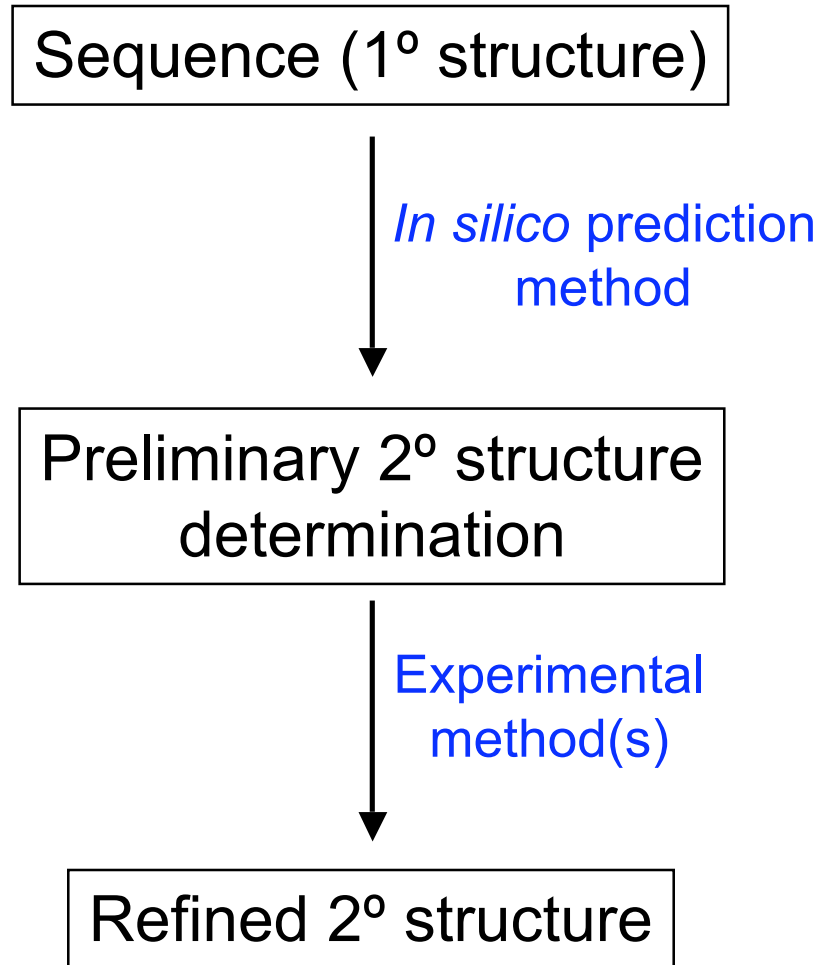 Sequence (1º structure)
In silico prediction
method
Preliminary 2º structure
determination
Experimental
method(s)
Refined 2º structure